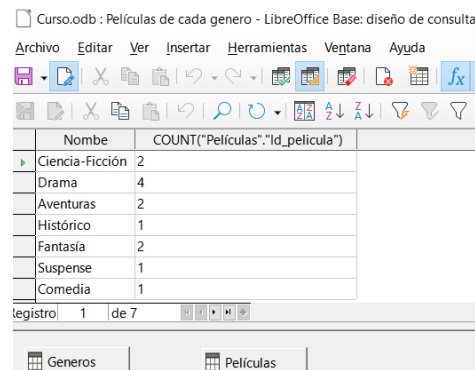 Curso.odb : Películas de cada genero - LibreOffice Base: diseño de consulta
Archivo Editar Ver Insertar Herramientas Ventana Ayuda
fx
Nombe COUNT("Películas"."Id_pelicula")
Ciencia-Ficción 2
Drama 4
Aventuras 2
Histórico 1
Fantasía 2
Suspense 1
Comedia 1
Registro 1 de 7
Generos Películas